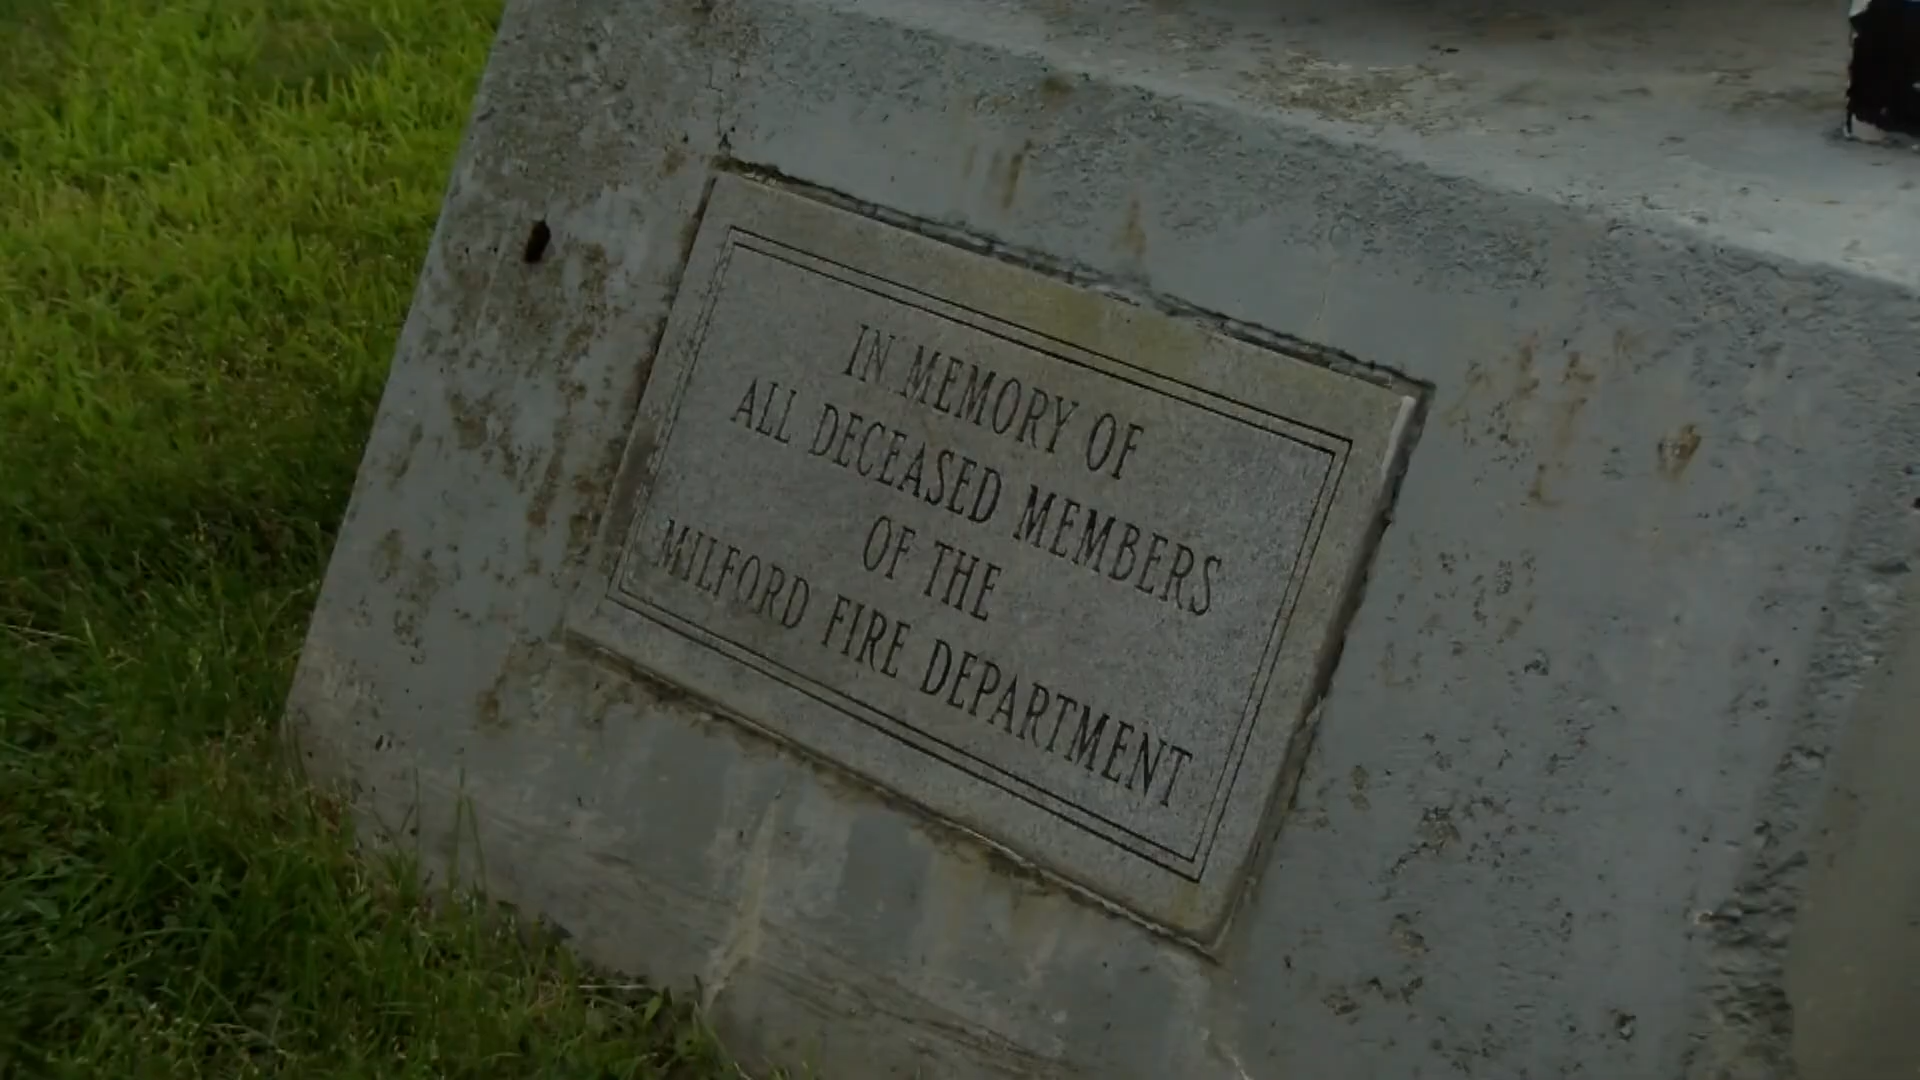 IN MEMORY OF
ALL DECEASED MEMBERS
OF THE
MILFORD FIRE DEPARTMENT